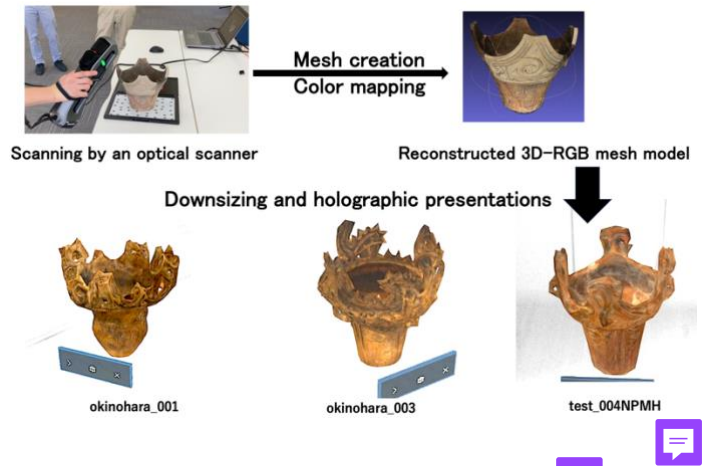 Mesh creation
Color mapping
Scanning by an optical scanner
Reconstructed 3D-RGB mesh model
Downsizing and holographic presentations
okinohara_001
okinohara_003
test_004NPMH